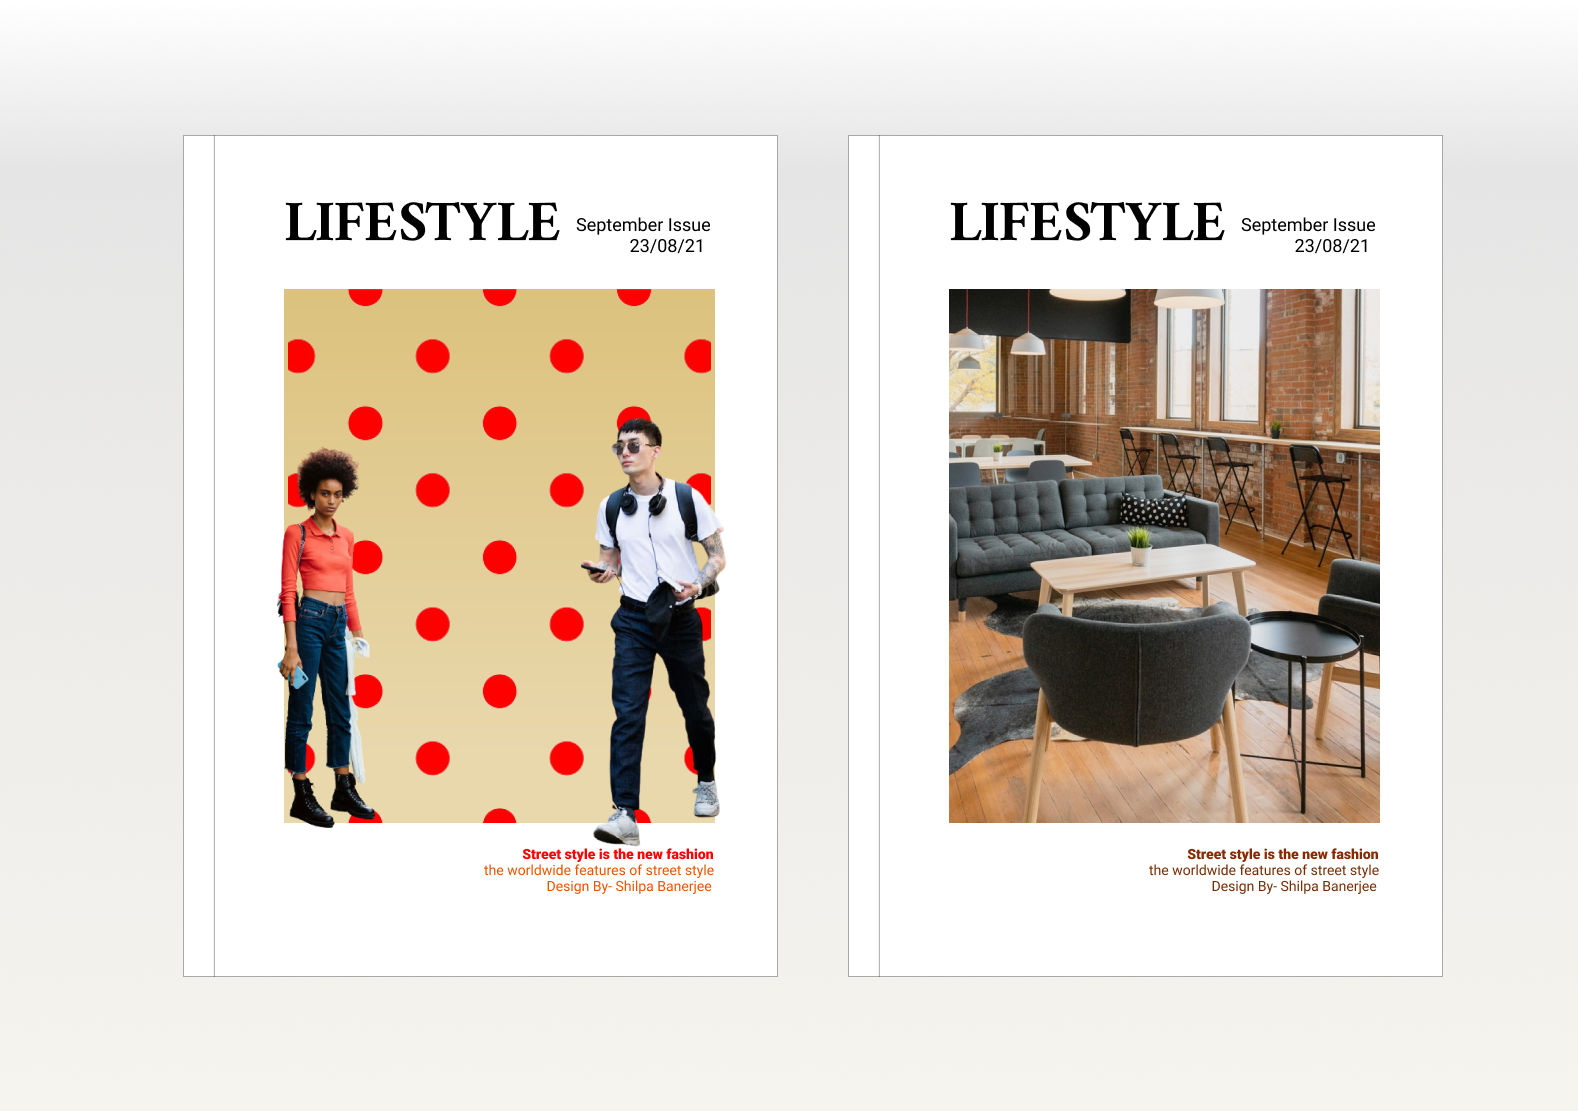 LIFESTYLE September Issue
23/08/21
Street style is the new fashion
the worldwide features of street style
Design By- Shilpa Banerjee
LIFESTYLE September Issue
23/08/21
Street style is the new fashion
the worldwide features of street style
Design By- Shilpa Banerjee